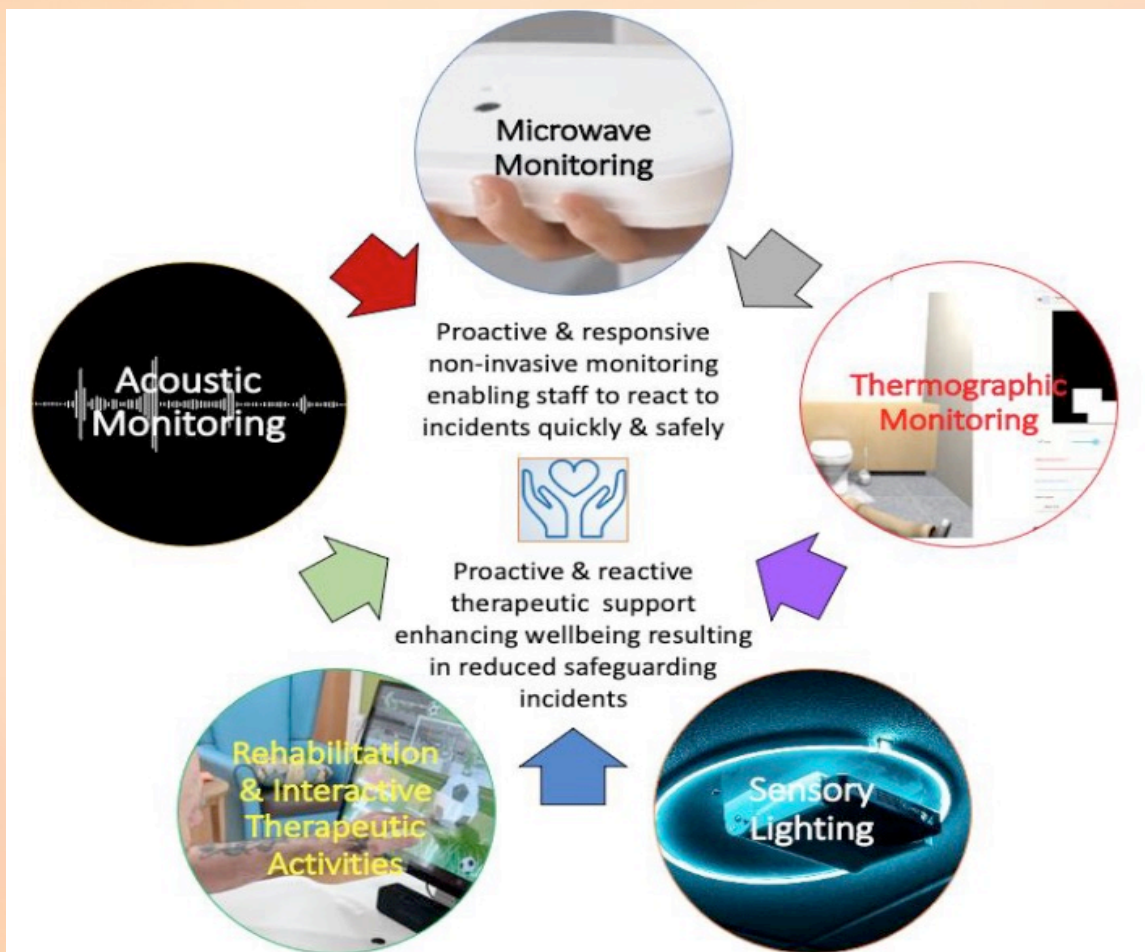 Microwave
Monitoring
Acoustic
Monitoring
Proactive & responsive
non-invasive monitoring
enabling staff to react to
incidents quickly & safely
Thermographic
Monitoring
Proactive & reactive
therapeutic support
enhancing wellbeing resulting
in reduced safeguarding
incidents
Rehabilitation
& Interactive
Therapeutic
Activities
Sensory
Lighting